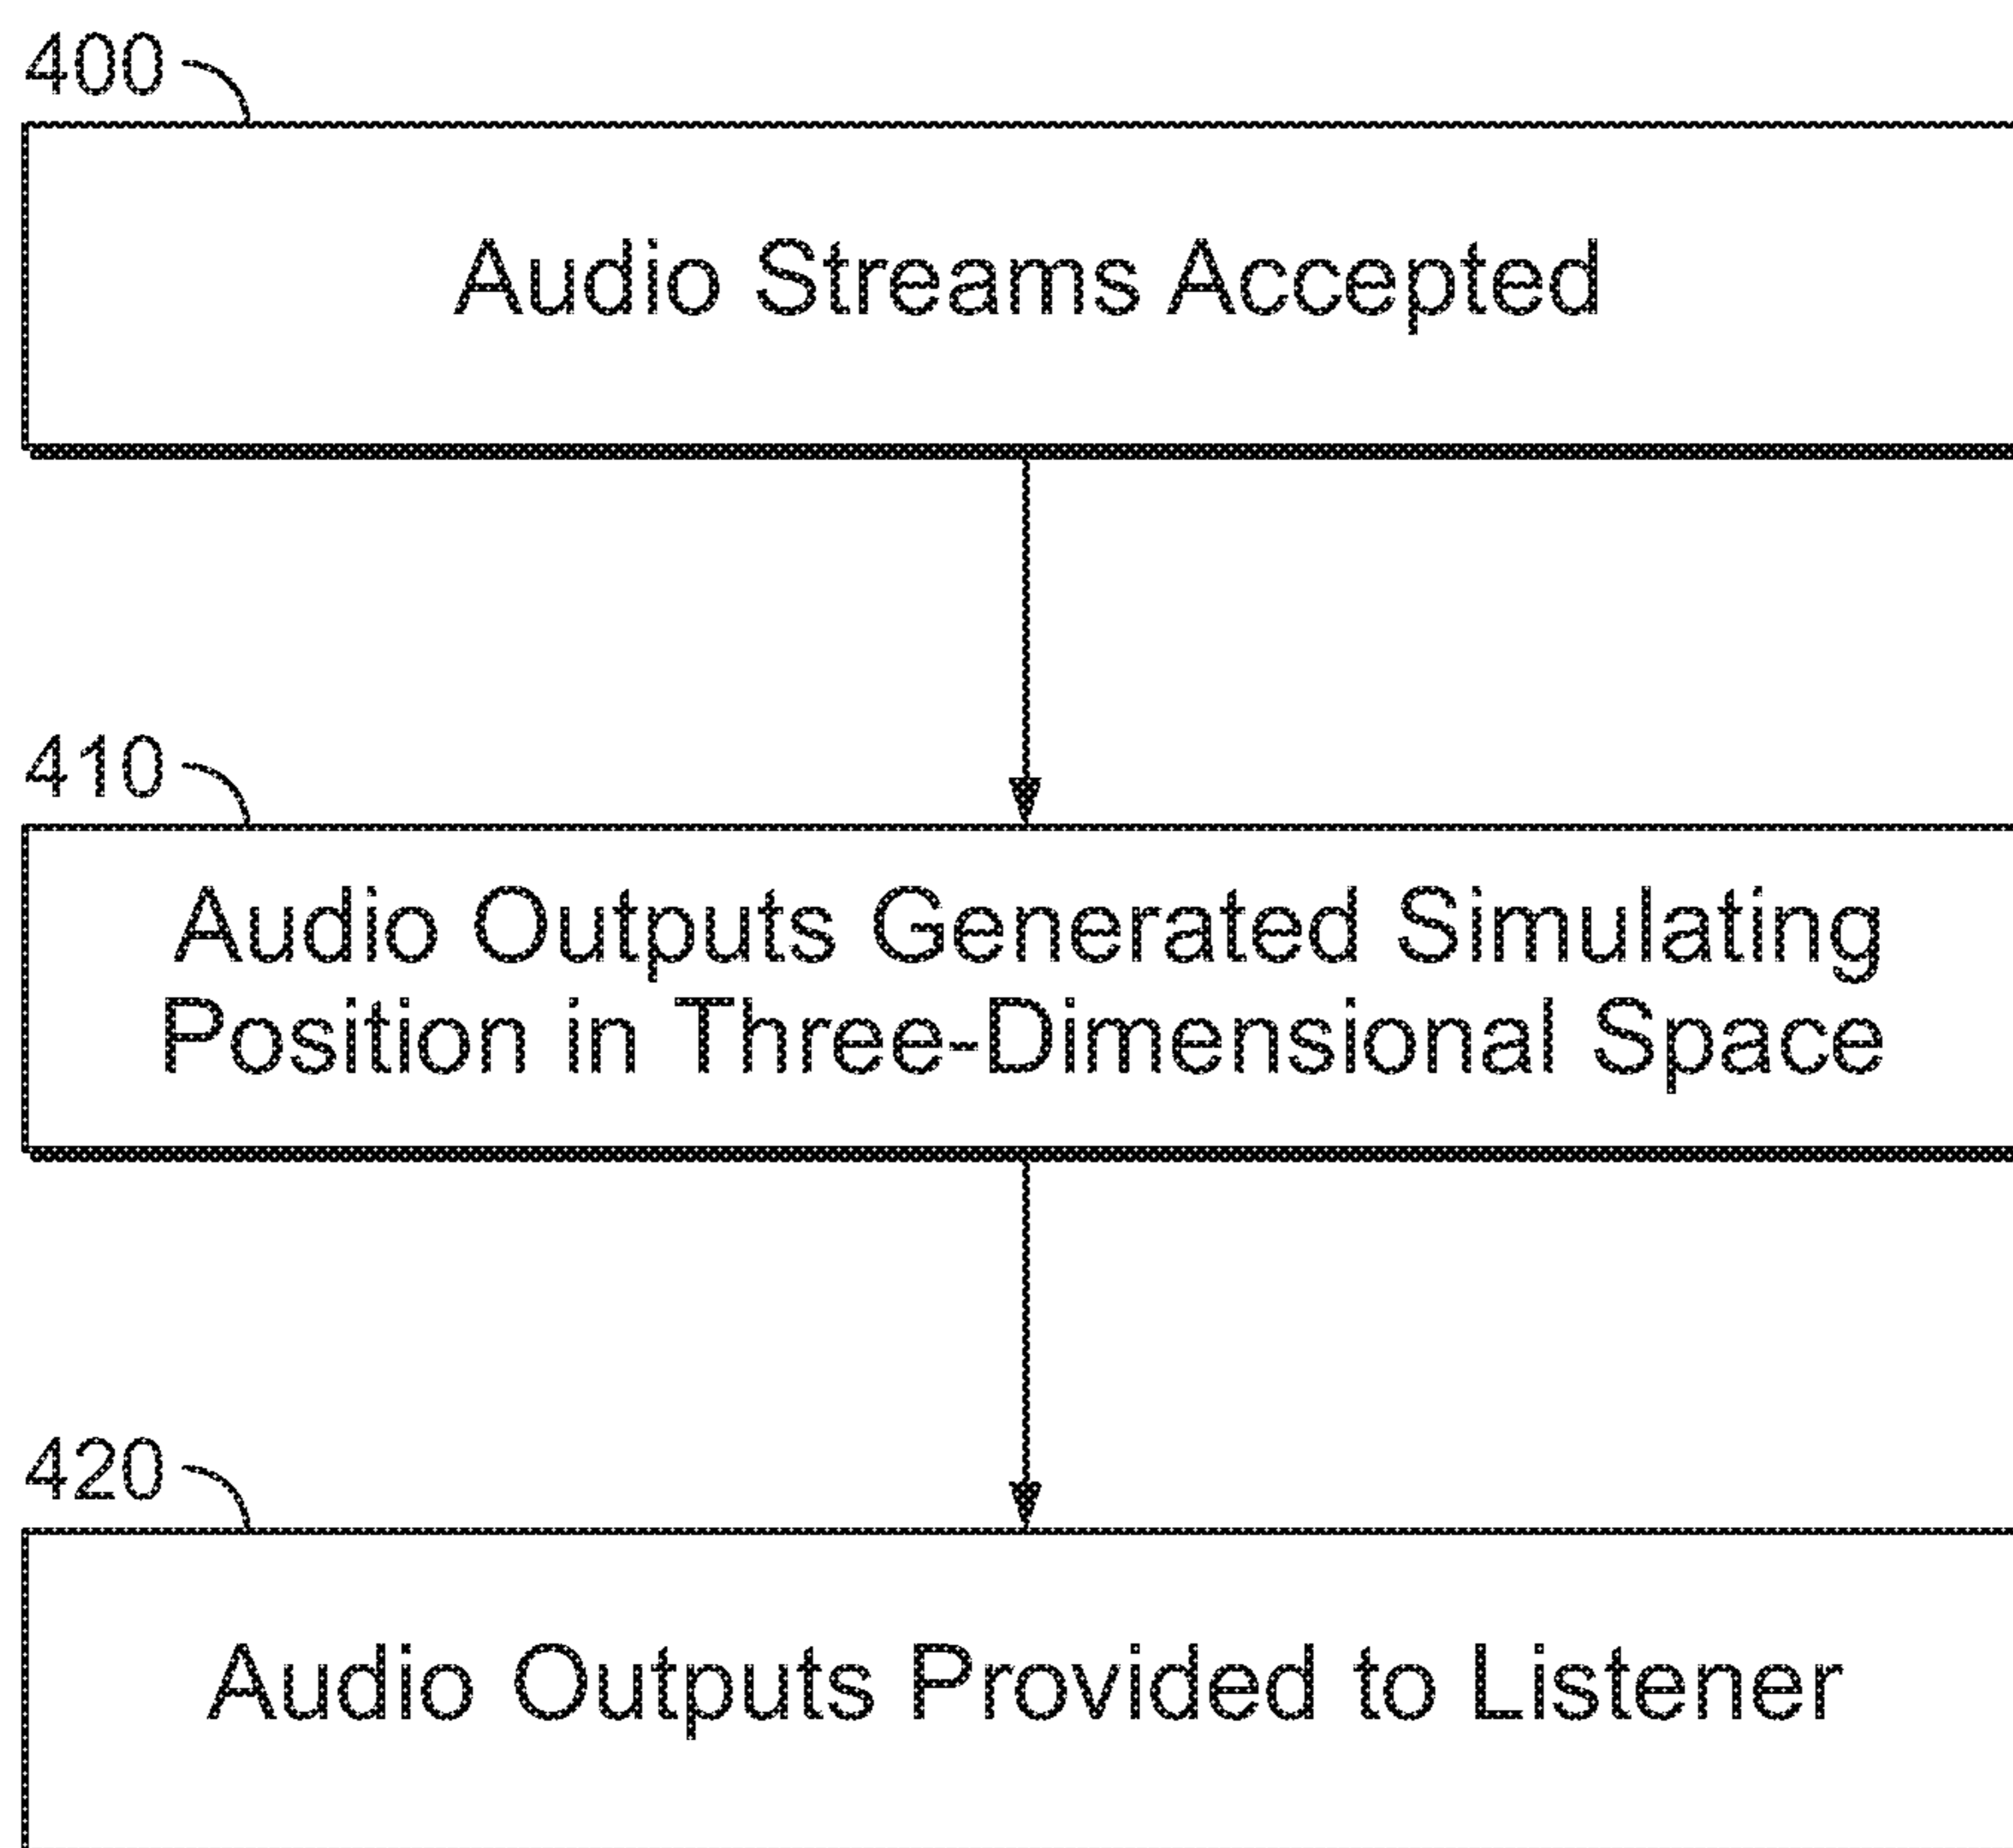 400
Audio Streams Accepted
410
Audio Outputs Generated Simulating
Position in Three-Dimensional Space
420
Audio Outputs Provided to Listener